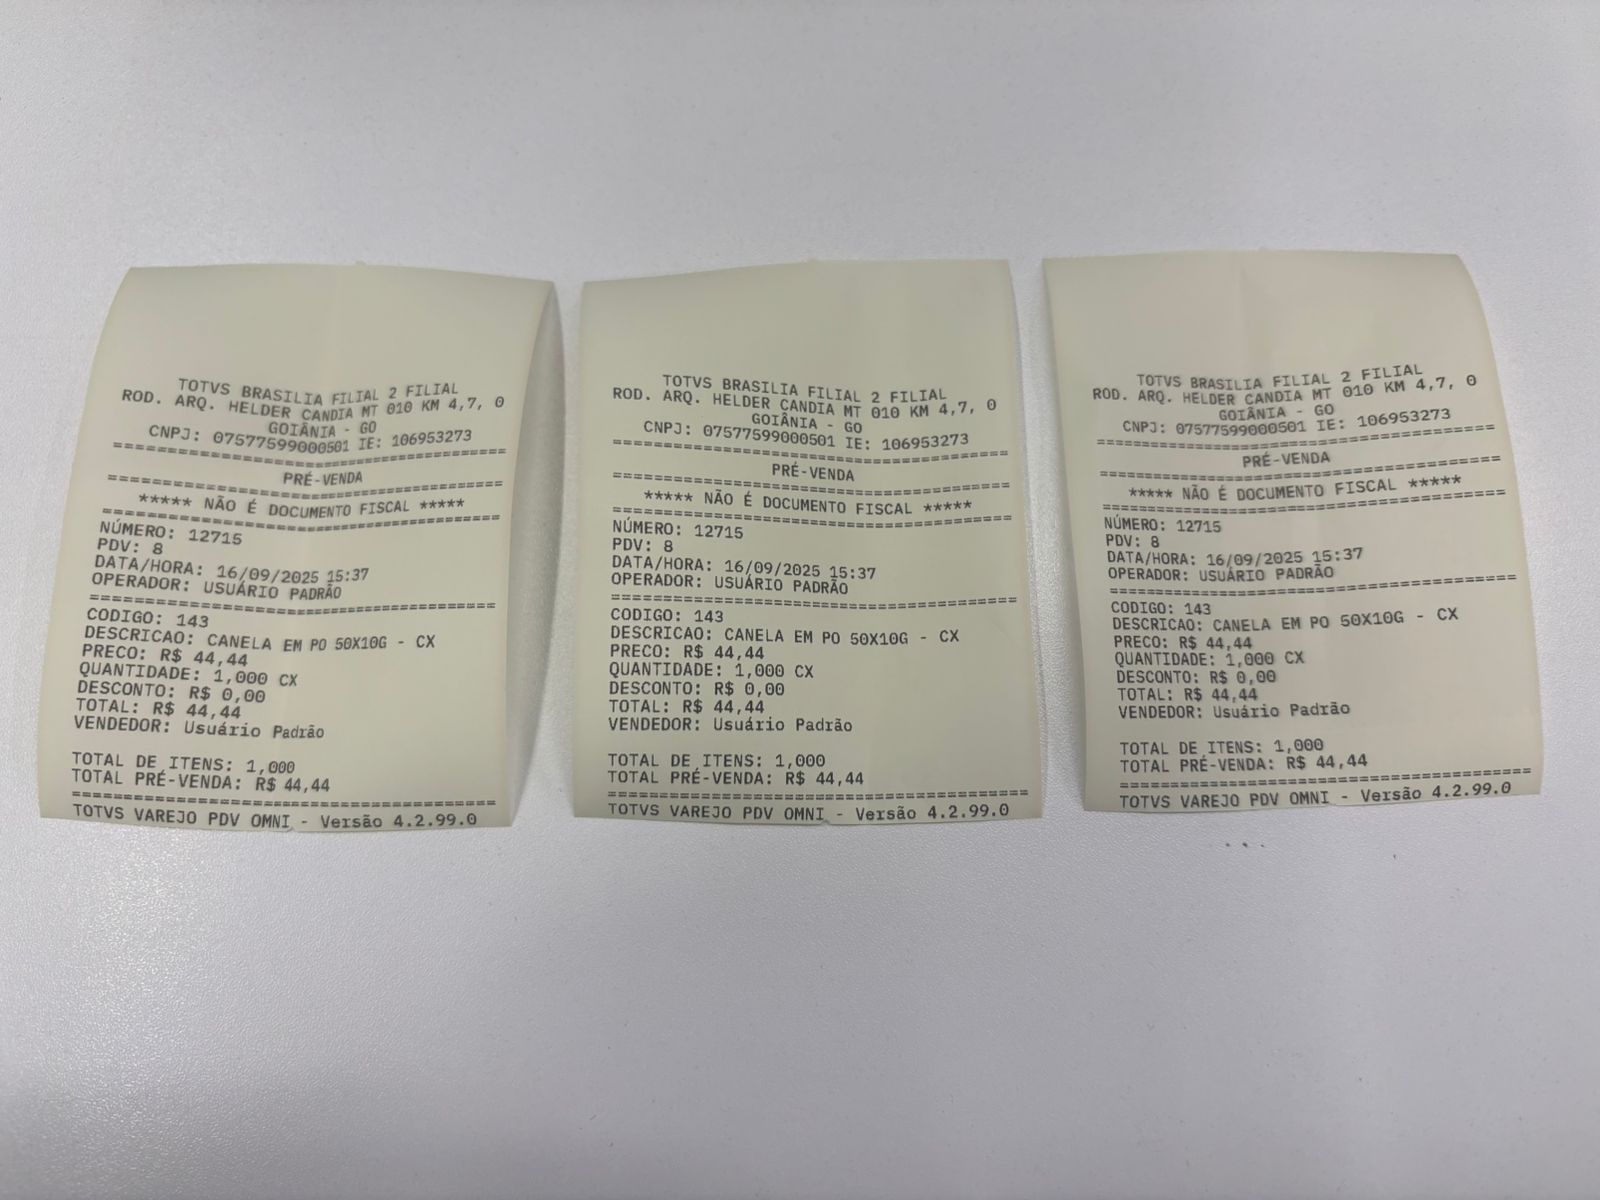 TOTVS BRASILIA FILIAL 2 FILIAL
ROD. ARQ. HELDER CANDIA MT 010 KM 4,7, 0
GOIÂNIA - GO
CNPJ: 07577599000501 IE: 106953273
========================================
PRÉ-VENDA
========================================
***** NÃO É DOCUMENTO FISCAL *****
========================================
NÚMERO: 12715
PDV: 8
DATA/HORA: 16/09/2025 15:37
OPERADOR: USUÁRIO PADRÃO
========================================
CODIGO: 143
DESCRICAO: CANELA EM PO 50X10G - CX
PRECO: R$ 44,44
QUANTIDADE: 1,000 CX
DESCONTO: R$ 0,00
TOTAL: R$ 44,44
VENDEDOR: Usuário Padrão
TOTAL DE ITENS: 1,000
TOTAL PRÉ-VENDA: R$ 44,44
========================================
TOTVS VAREJO PDV OMNI - Versão 4.2.99.0
TOTVS BRASILIA FILIAL 2 FILIAL
ROD. ARQ. HELDER CANDIA MT 010 KM 4,7, 0
GOIÂNIA - GO
CNPJ: 07577599000501 IE: 106953273
========================================
PRÉ-VENDA
========================================
***** NÃO É DOCUMENTO FISCAL *****
========================================
NÚMERO: 12715
PDV: 8
DATA/HORA: 16/09/2025 15:37
OPERADOR: USUÁRIO PADRÃO
========================================
CODIGO: 143
DESCRICAO: CANELA EM PO 50X10G - CX
PRECO: R$ 44,44
QUANTIDADE: 1,000 CX
DESCONTO: R$ 0,00
TOTAL: R$ 44,44
VENDEDOR: Usuário Padrão
TOTAL DE ITENS: 1,000
TOTAL PRÉ-VENDA: R$ 44,44
========================================
TOTVS VAREJO PDV OMNI - Versão 4.2.99.0
TOTVS BRASILIA FILIAL 2 FILIAL
ROD. ARQ. HELDER CANDIA MT 010 KM 4,7, 0
GOIÂNIA - GO
CNPJ: 07577599000501 IE: 106953273
========================================
PRÉ-VENDA
========================================
***** NÃO É DOCUMENTO FISCAL *****
========================================
NÚMERO: 12715
PDV: 8
DATA/HORA: 16/09/2025 15:37
OPERADOR: USUÁRIO PADRÃO
========================================
CODIGO: 143
DESCRICAO: CANELA EM PO 50X10G - CX
PRECO: R$ 44,44
QUANTIDADE: 1,000 CX
DESCONTO: R$ 0,00
TOTAL: R$ 44,44
VENDEDOR: Usuário Padrão
TOTAL DE ITENS: 1,000
TOTAL PRÉ-VENDA: R$ 44,44
========================================
TOTVS VAREJO PDV OMNI - Versão 4.2.99.0